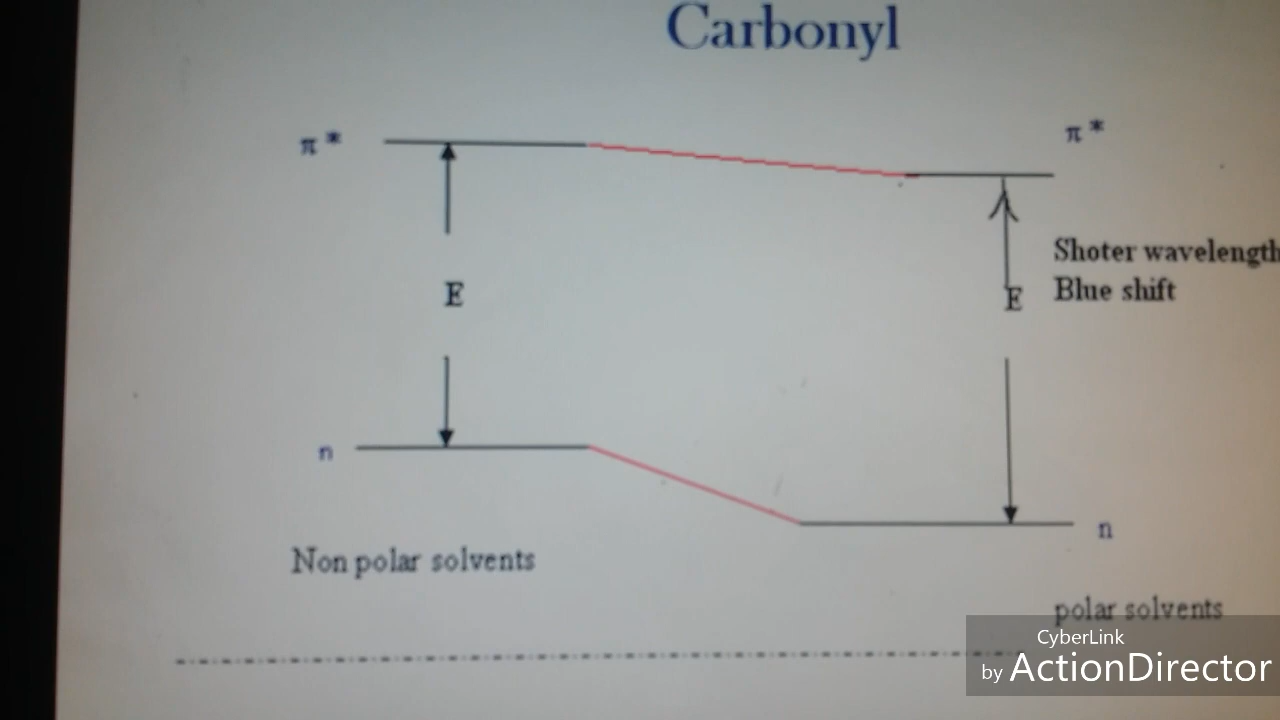 Carbonyl
π *
π *
E
Shoter wavelength
Blue shift
E
n
n
Non polar solvents
polar solvents
CyberLink
by ActionDirector